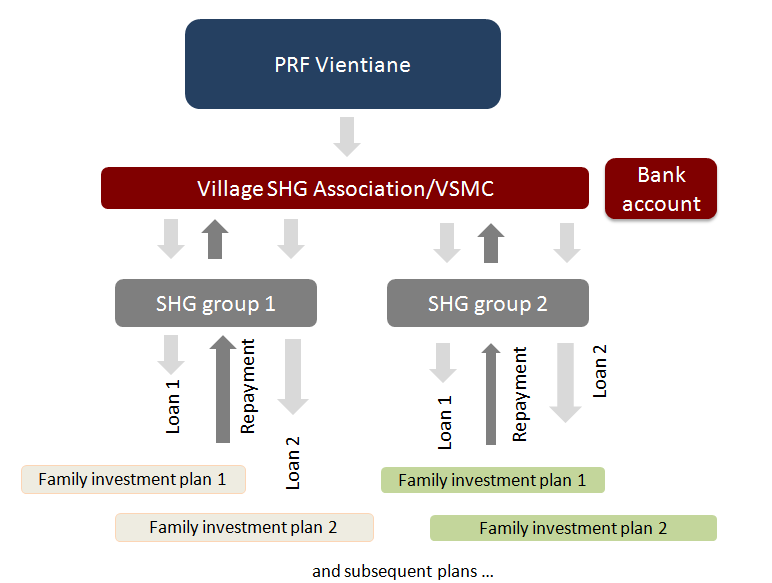 PRF Vientiane
Village SHG Association/VSMC
Bank
account
SHG group 1
SHG group 2
Loan 1
Repayment
Loan 2
Loan 1
Repayment
Loan 2
Family investment plan 1
Family investment plan 1
Family investment plan 2
Family investment plan 2
and subsequent plans ...